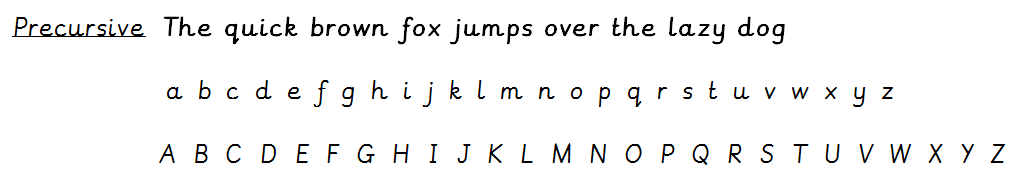 Precursive The quick brown fox jumps over the lazy dog
a b c d e f g h i j k l m n o p q r s t u v w x y z
A B C D E F G H I J K L M N O P Q R S T U V W X Y Z